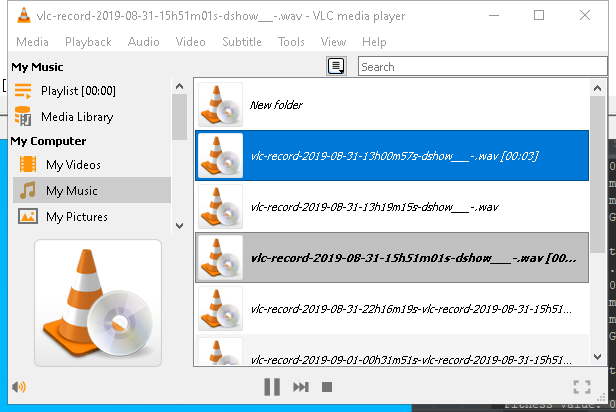 vlc-record-2019-08-31-15h51m01s-dshow___-.wav - VLC media player
Media Playback Audio Video Subtitle Tools View Help
My Music
Search
Playlist [00:00]
Media Library
My Computer
My Videos
My Music
My Pictures
New folder
vlc-record-2019-08-31-13h00m57s-dshow___-.wav [00:03]
vlc-record-2019-08-31-13h19m15s-dshow___-.wav
vlc-record-2019-08-31-15h51m01s-dshow___-.wav [00...
vlc-record-2019-08-31-22h16m19s-vlc-record-2019-08-31-15h51...
vlc-record-2019-09-01-00h31m51s-vlc-record-2019-08-31-15h51...
fitness value: 0